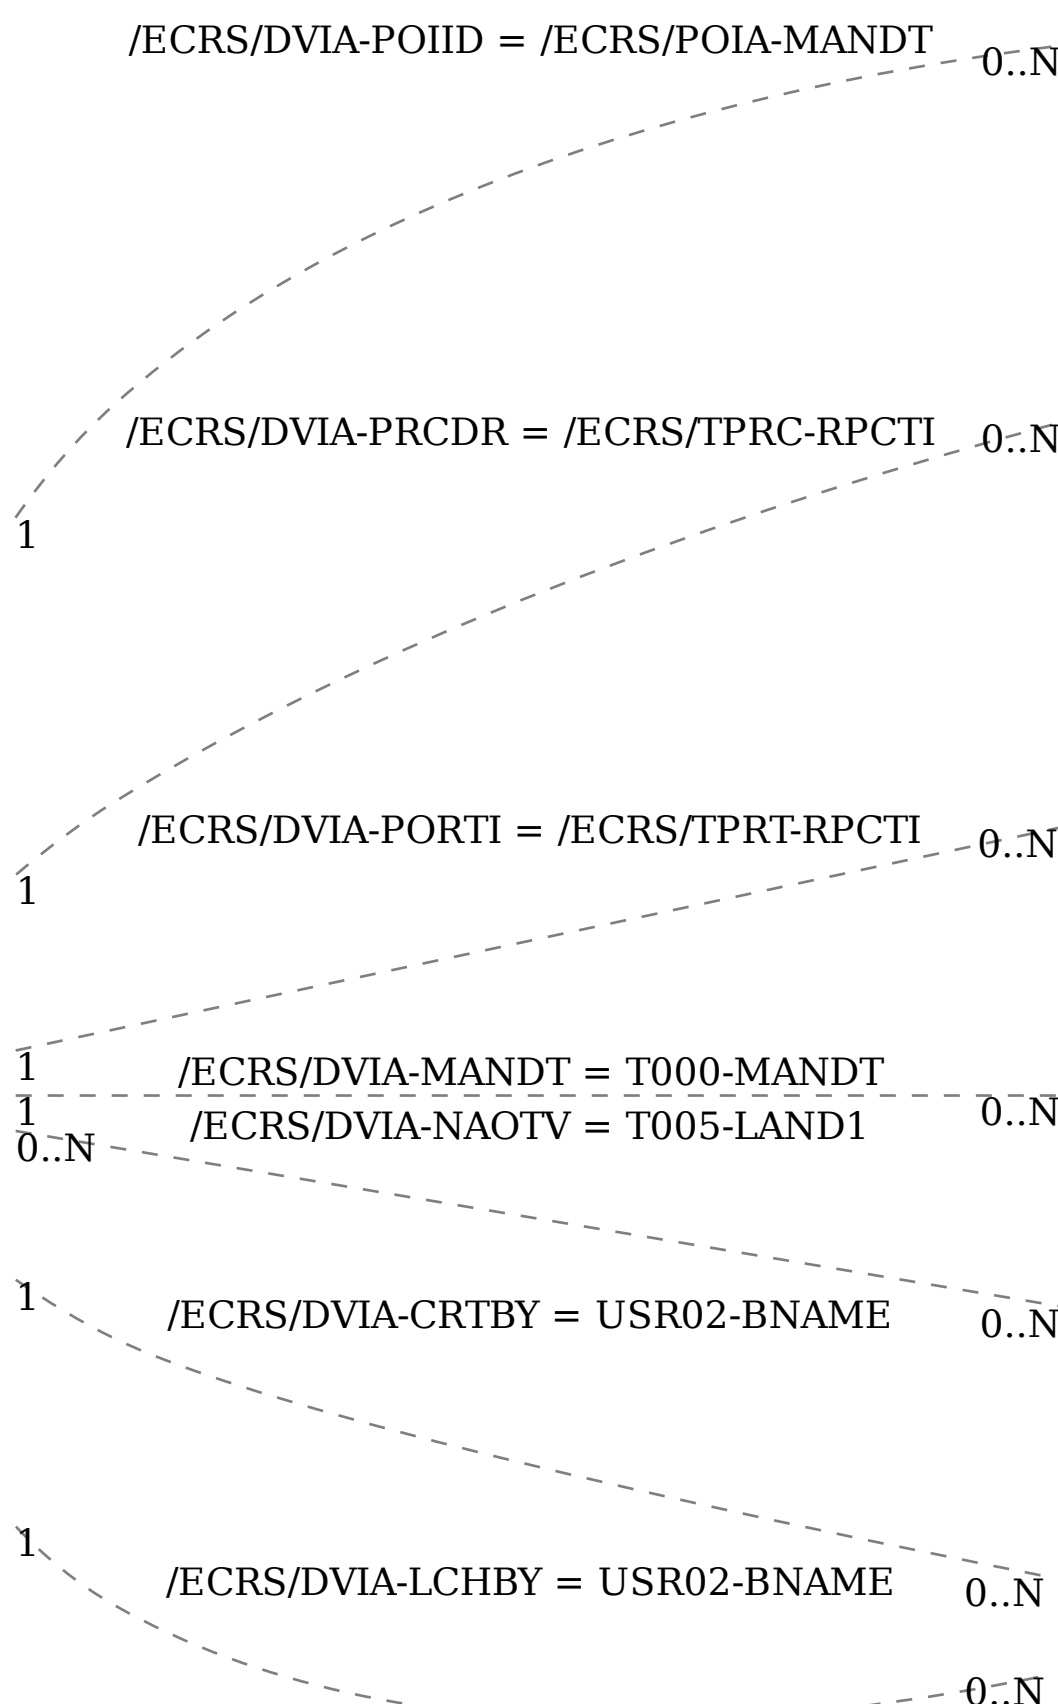 /ECRS/DVIA-POIID = /ECRS/POIA-MANDT
0..N
/ECRS/DVIA-PRCDR = /ECRS/TPRC-RPCTI
0..N
1
/ECRS/DVIA-PORTI = /ECRS/TPRT-RPCTI
0..N
1
1
/ECRS/DVIA-MANDT = T000-MANDT
1
0..N
/ECRS/DVIA-NAOTV = T005-LAND1
0..N
1
/ECRS/DVIA-CRTBY = USR02-BNAME
0..N
1
/ECRS/DVIA-LCHBY = USR02-BNAME
0..N
0..N